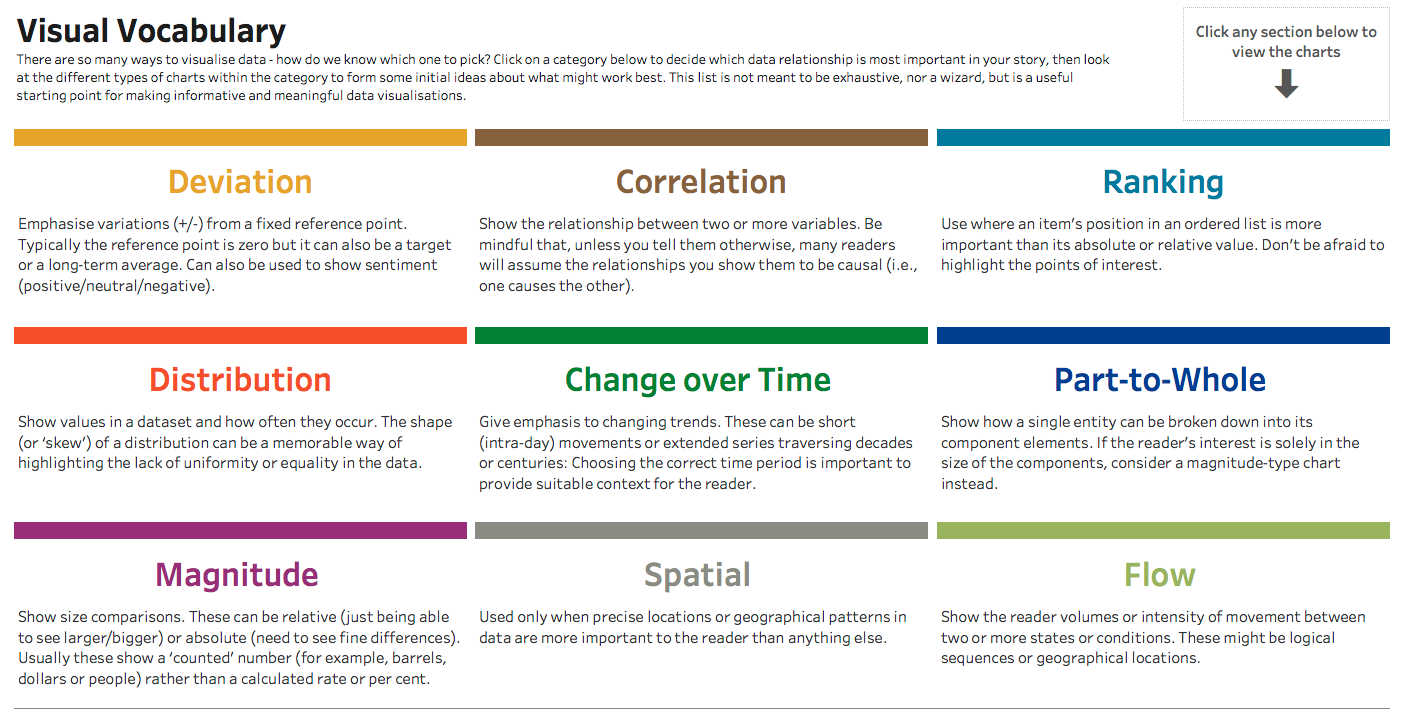 Visual Vocabulary
There are so many ways to visualise data - how do we know which one to pick? Click on a category below to decide which data relationship is most important in your story, then look
at the different types of charts within the category to form some initial ideas about what might work best. This list is not meant to be exhaustive, nor a wizard, but is a useful
starting point for making informative and meaningful data visualisations.
Click any section below to
view the charts
Deviation
Emphasise variations (+/-) from a fixed reference point.
Typically the reference point is zero but it can also be a target
or a long-term average. Can also be used to show sentiment
(positive/neutral/negative).
Correlation
Show the relationship between two or more variables. Be
mindful that, unless you tell them otherwise, many readers
will assume the relationships you show them to be causal (i.e.,
one causes the other).
Ranking
Use where an item’s position in an ordered list is more
important than its absolute or relative value. Don’t be afraid to
highlight the points of interest.
Distribution
Show values in a dataset and how often they occur. The shape
(or ‘skew’) of a distribution can be a memorable way of
highlighting the lack of uniformity or equality in the data.
Change over Time
Give emphasis to changing trends. These can be short
(intra-day) movements or extended series traversing decades
or centuries: Choosing the correct time period is important to
provide suitable context for the reader.
Part-to-Whole
Show how a single entity can be broken down into its
component elements. If the reader’s interest is solely in the
size of the components, consider a magnitude-type chart
instead.
Magnitude
Show size comparisons. These can be relative (just being able
to see larger/bigger) or absolute (need to see fine differences).
Usually these show a ‘counted’ number (for example, barrels,
dollars or people) rather than a calculated rate or per cent.
Spatial
Used only when precise locations or geographical patterns in
data are more important to the reader than anything else.
Flow
Show the reader volumes or intensity of movement between
two or more states or conditions. These might be logical
sequences or geographical locations.